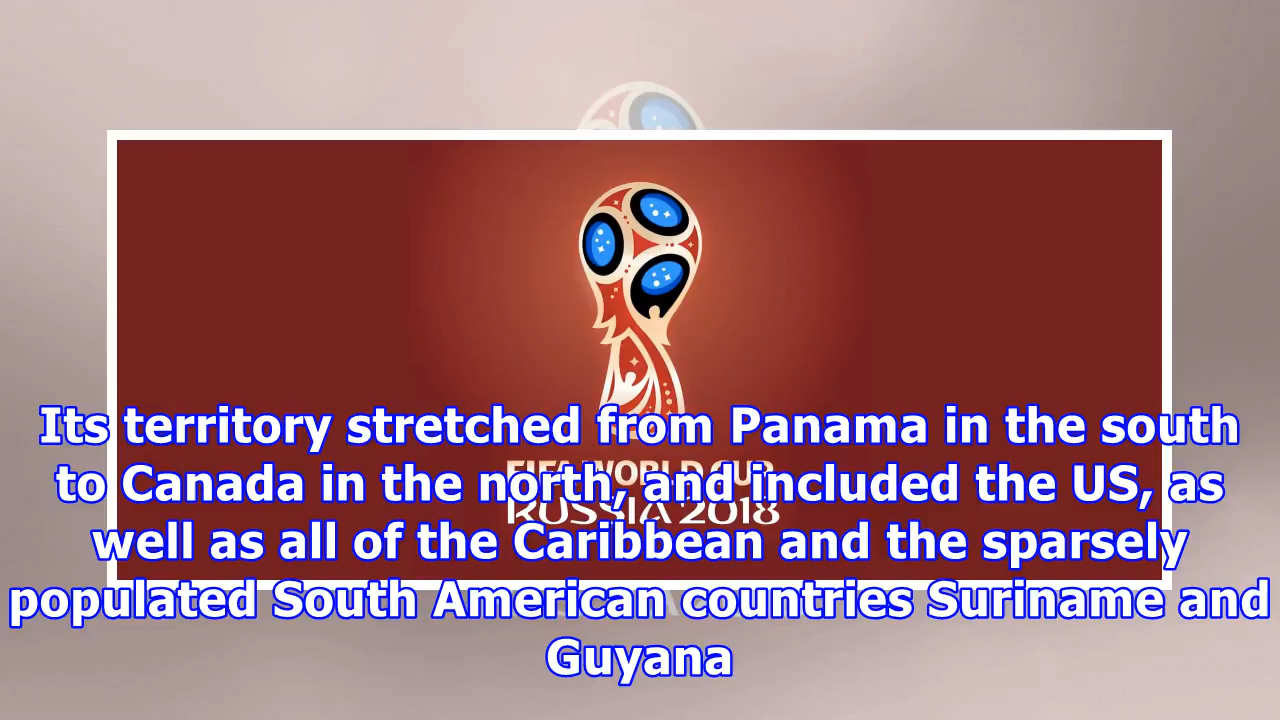 Its territory stretched from Panama in the south
to Canada in the north, and included the US, as
well as all of the Caribbean and the sparsely
populated South American countries Suriname and
Guyana
FIFA WORLD CUP
RUSSIA 2018